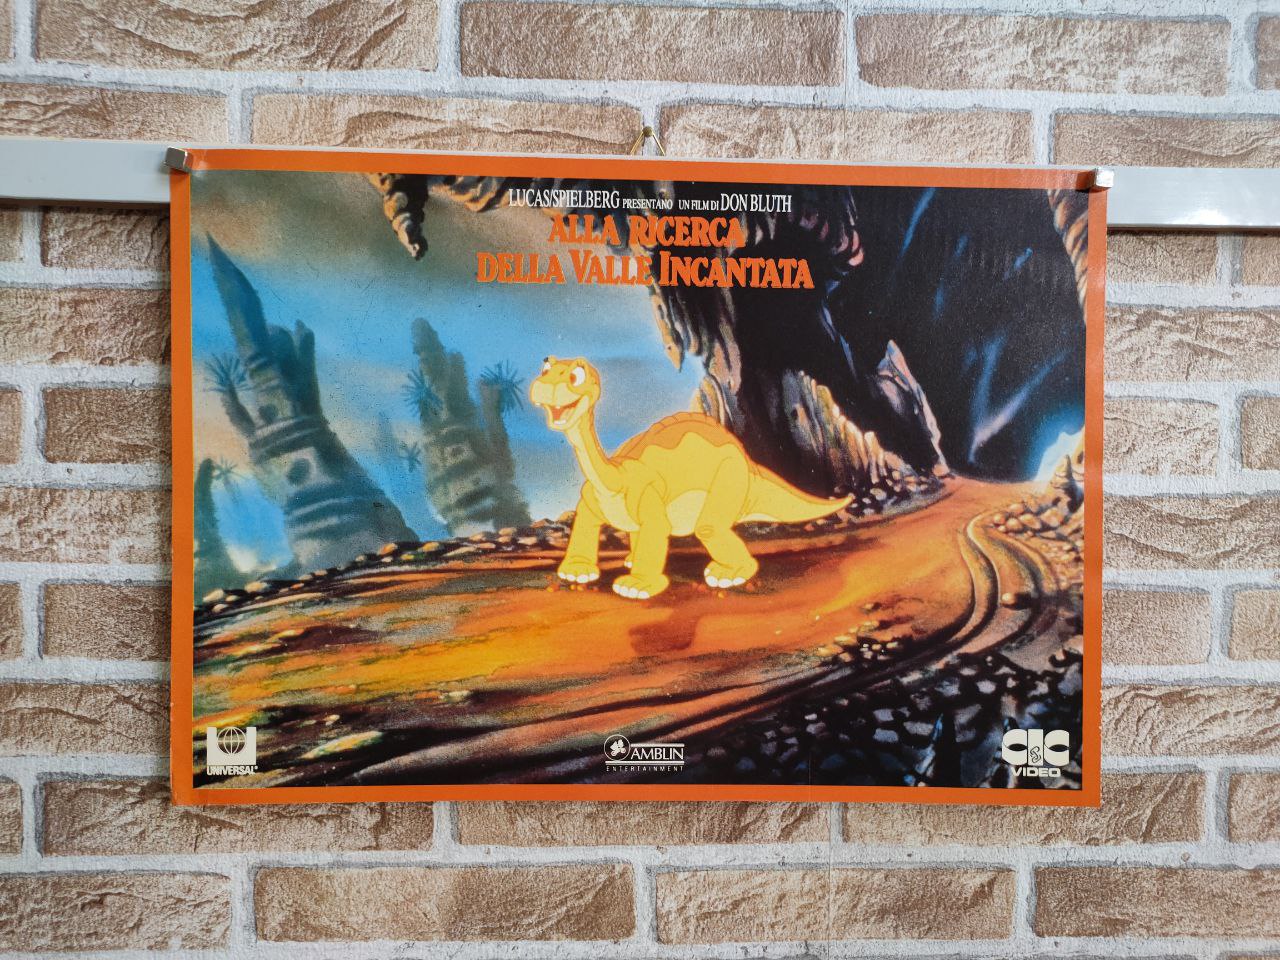 LUCAS/SPIELBERG PRESENTANO UN FILM DI DON BLUTH
ALLA RICERCA
DELLA VALLE INCANTATA
UNIVERSAL
AMBLIN
ENTERTAINMENT
CIC
VIDEO